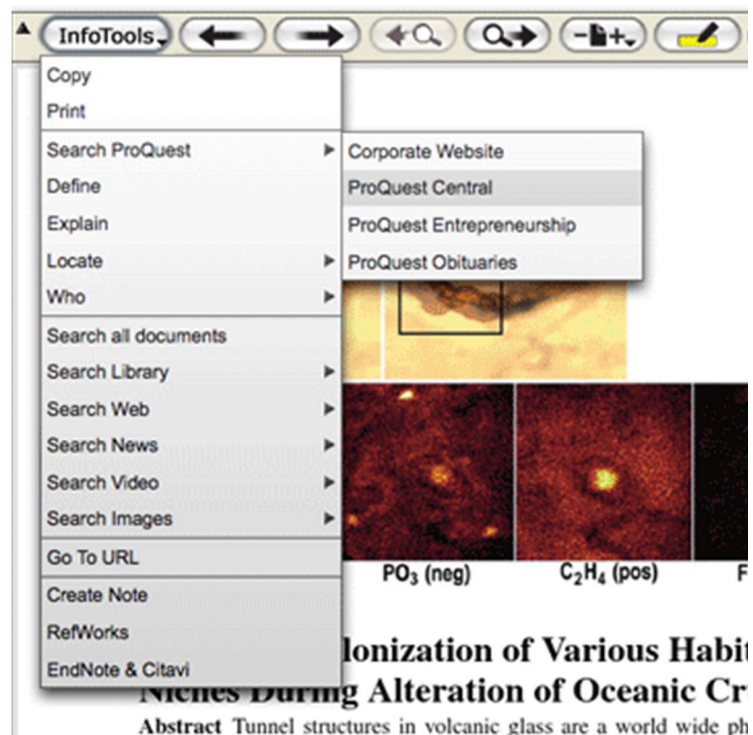 InfoTools
Copy
Print
Search ProQuest
Define
Explain
Locate
Who
Search all documents
Search Library
Search Web
Search News
Search Video
Search Images
Go To URL
Create Note
RefWorks
EndNote & Citavi
Corporate Website
ProQuest Central
ProQuest Entrepreneurship
ProQuest Obituaries
PO₃ (neg)
C₂H₄ (pos)
F
lonization of Various Habit
Niches During Alteration of Oceanic Cr
Abstract Tunnel structures in volcanic glass are a world wide ph